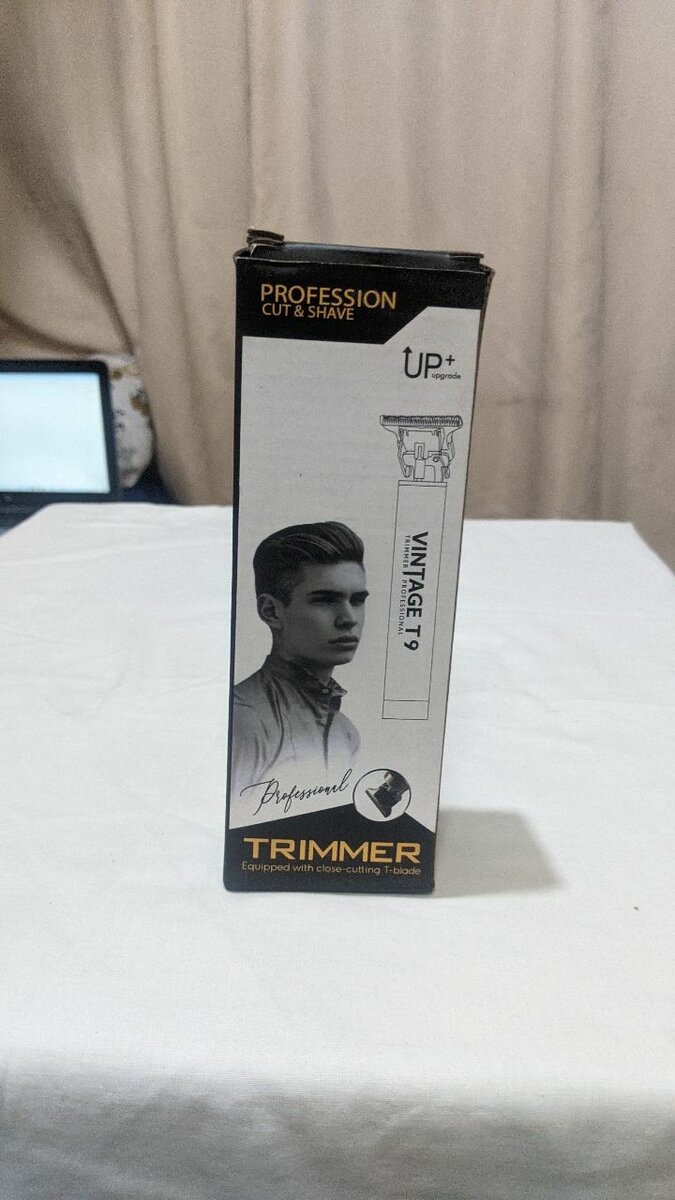 PROFESSION
CUT & SHAVE
UP+
upgrade
VINTAGE T9
TRIMMER PROFESSIONAL
Professional
TRIMMER
Equipped with close-cutting T-blade